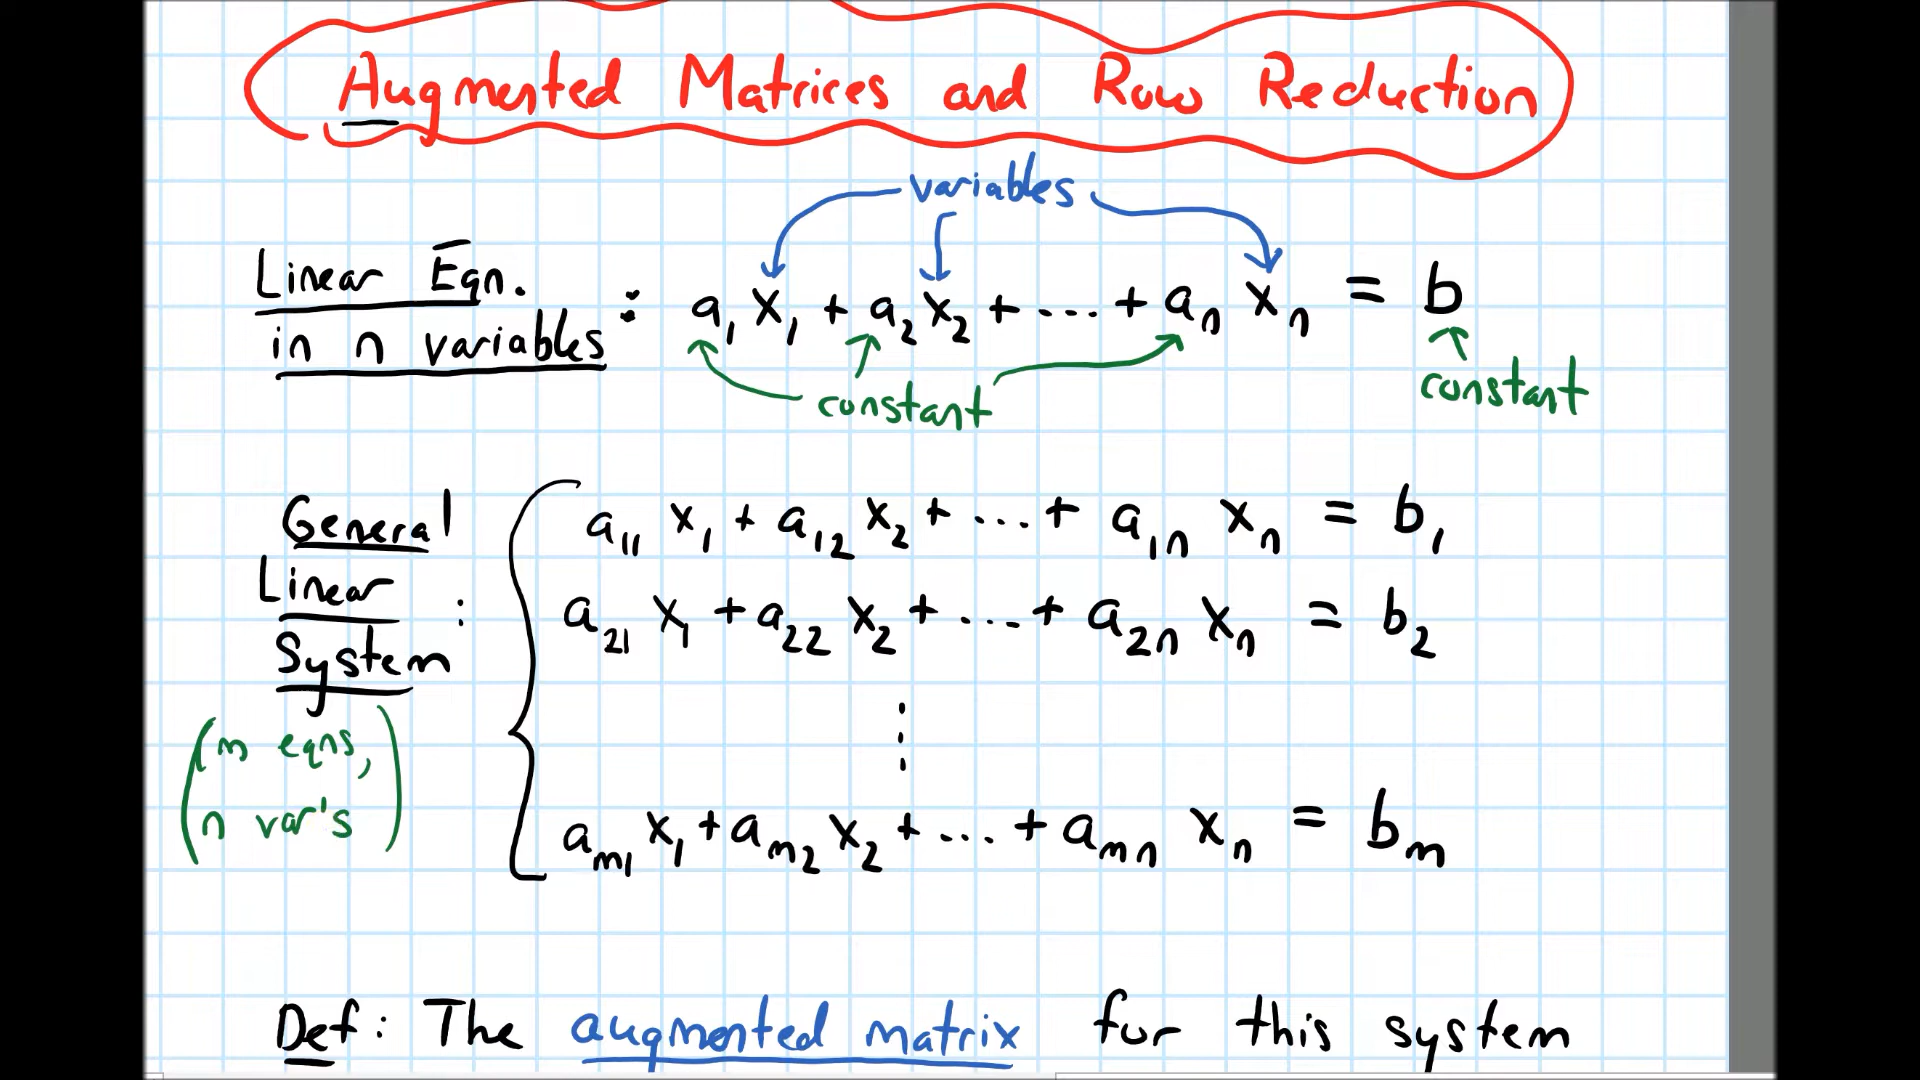 Augmented Matrices and Row Reduction
variables
Linear Eqn.
in n variables : a₁ x₁ + a₂ x₂ + ... + aₙ xₙ = b
constant
constant
General
Linear
System :
(m eqns,
n var's)
a₁₁ x₁ + a₁₂ x₂ + ... + a₁ₙ xₙ = b₁
a₂₁ x₁ + a₂₂ x₂ + ... + a₂ₙ xₙ = b₂
⋮
aₘ₁ x₁ + aₘ₂ x₂ + ... + aₘₙ xₙ = bₘ
Def: The augmented matrix for this system